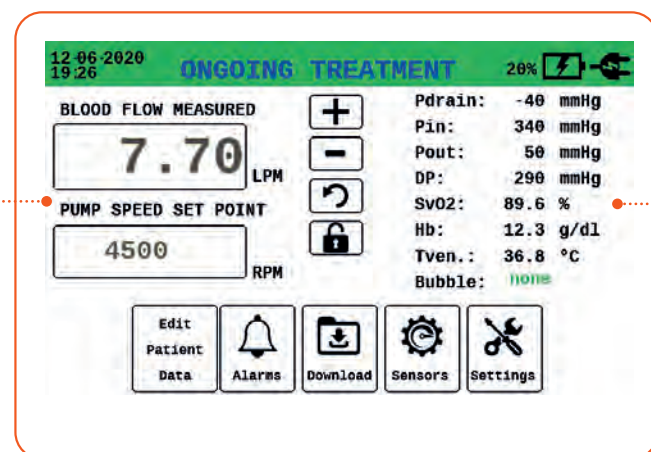 12-06-2020
19:26
ONGOING TREATMENT
20%
BLOOD FLOW MEASURED
7.70 LPM
PUMP SPEED SET POINT
4500 RPM
Pdrain: -40 mmHg
Pin: 340 mmHg
Pout: 50 mmHg
DP: 290 mmHg
SvO2: 89.6 %
Hb: 12.3 g/dl
Tven.: 36.8 °C
Bubble: none
Edit
Patient
Data
Alarms
Download
Sensors
Settings